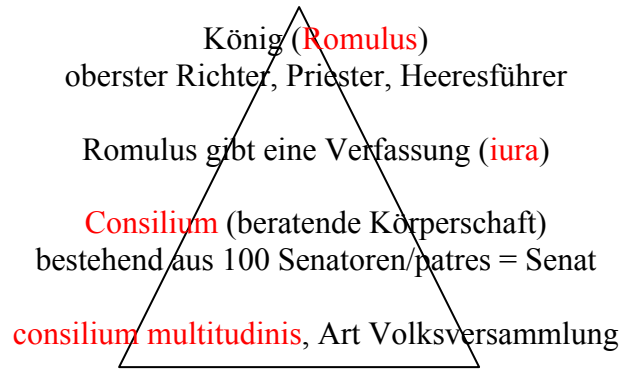 König (Romulus)
oberster Richter, Priester, Heeresführer
Romulus gibt eine Verfassung (iura)
Consilium (beratende Körperschaft)
bestehend aus 100 Senatoren/patres = Senat
consilium multitudinis, Art Volksversammlung